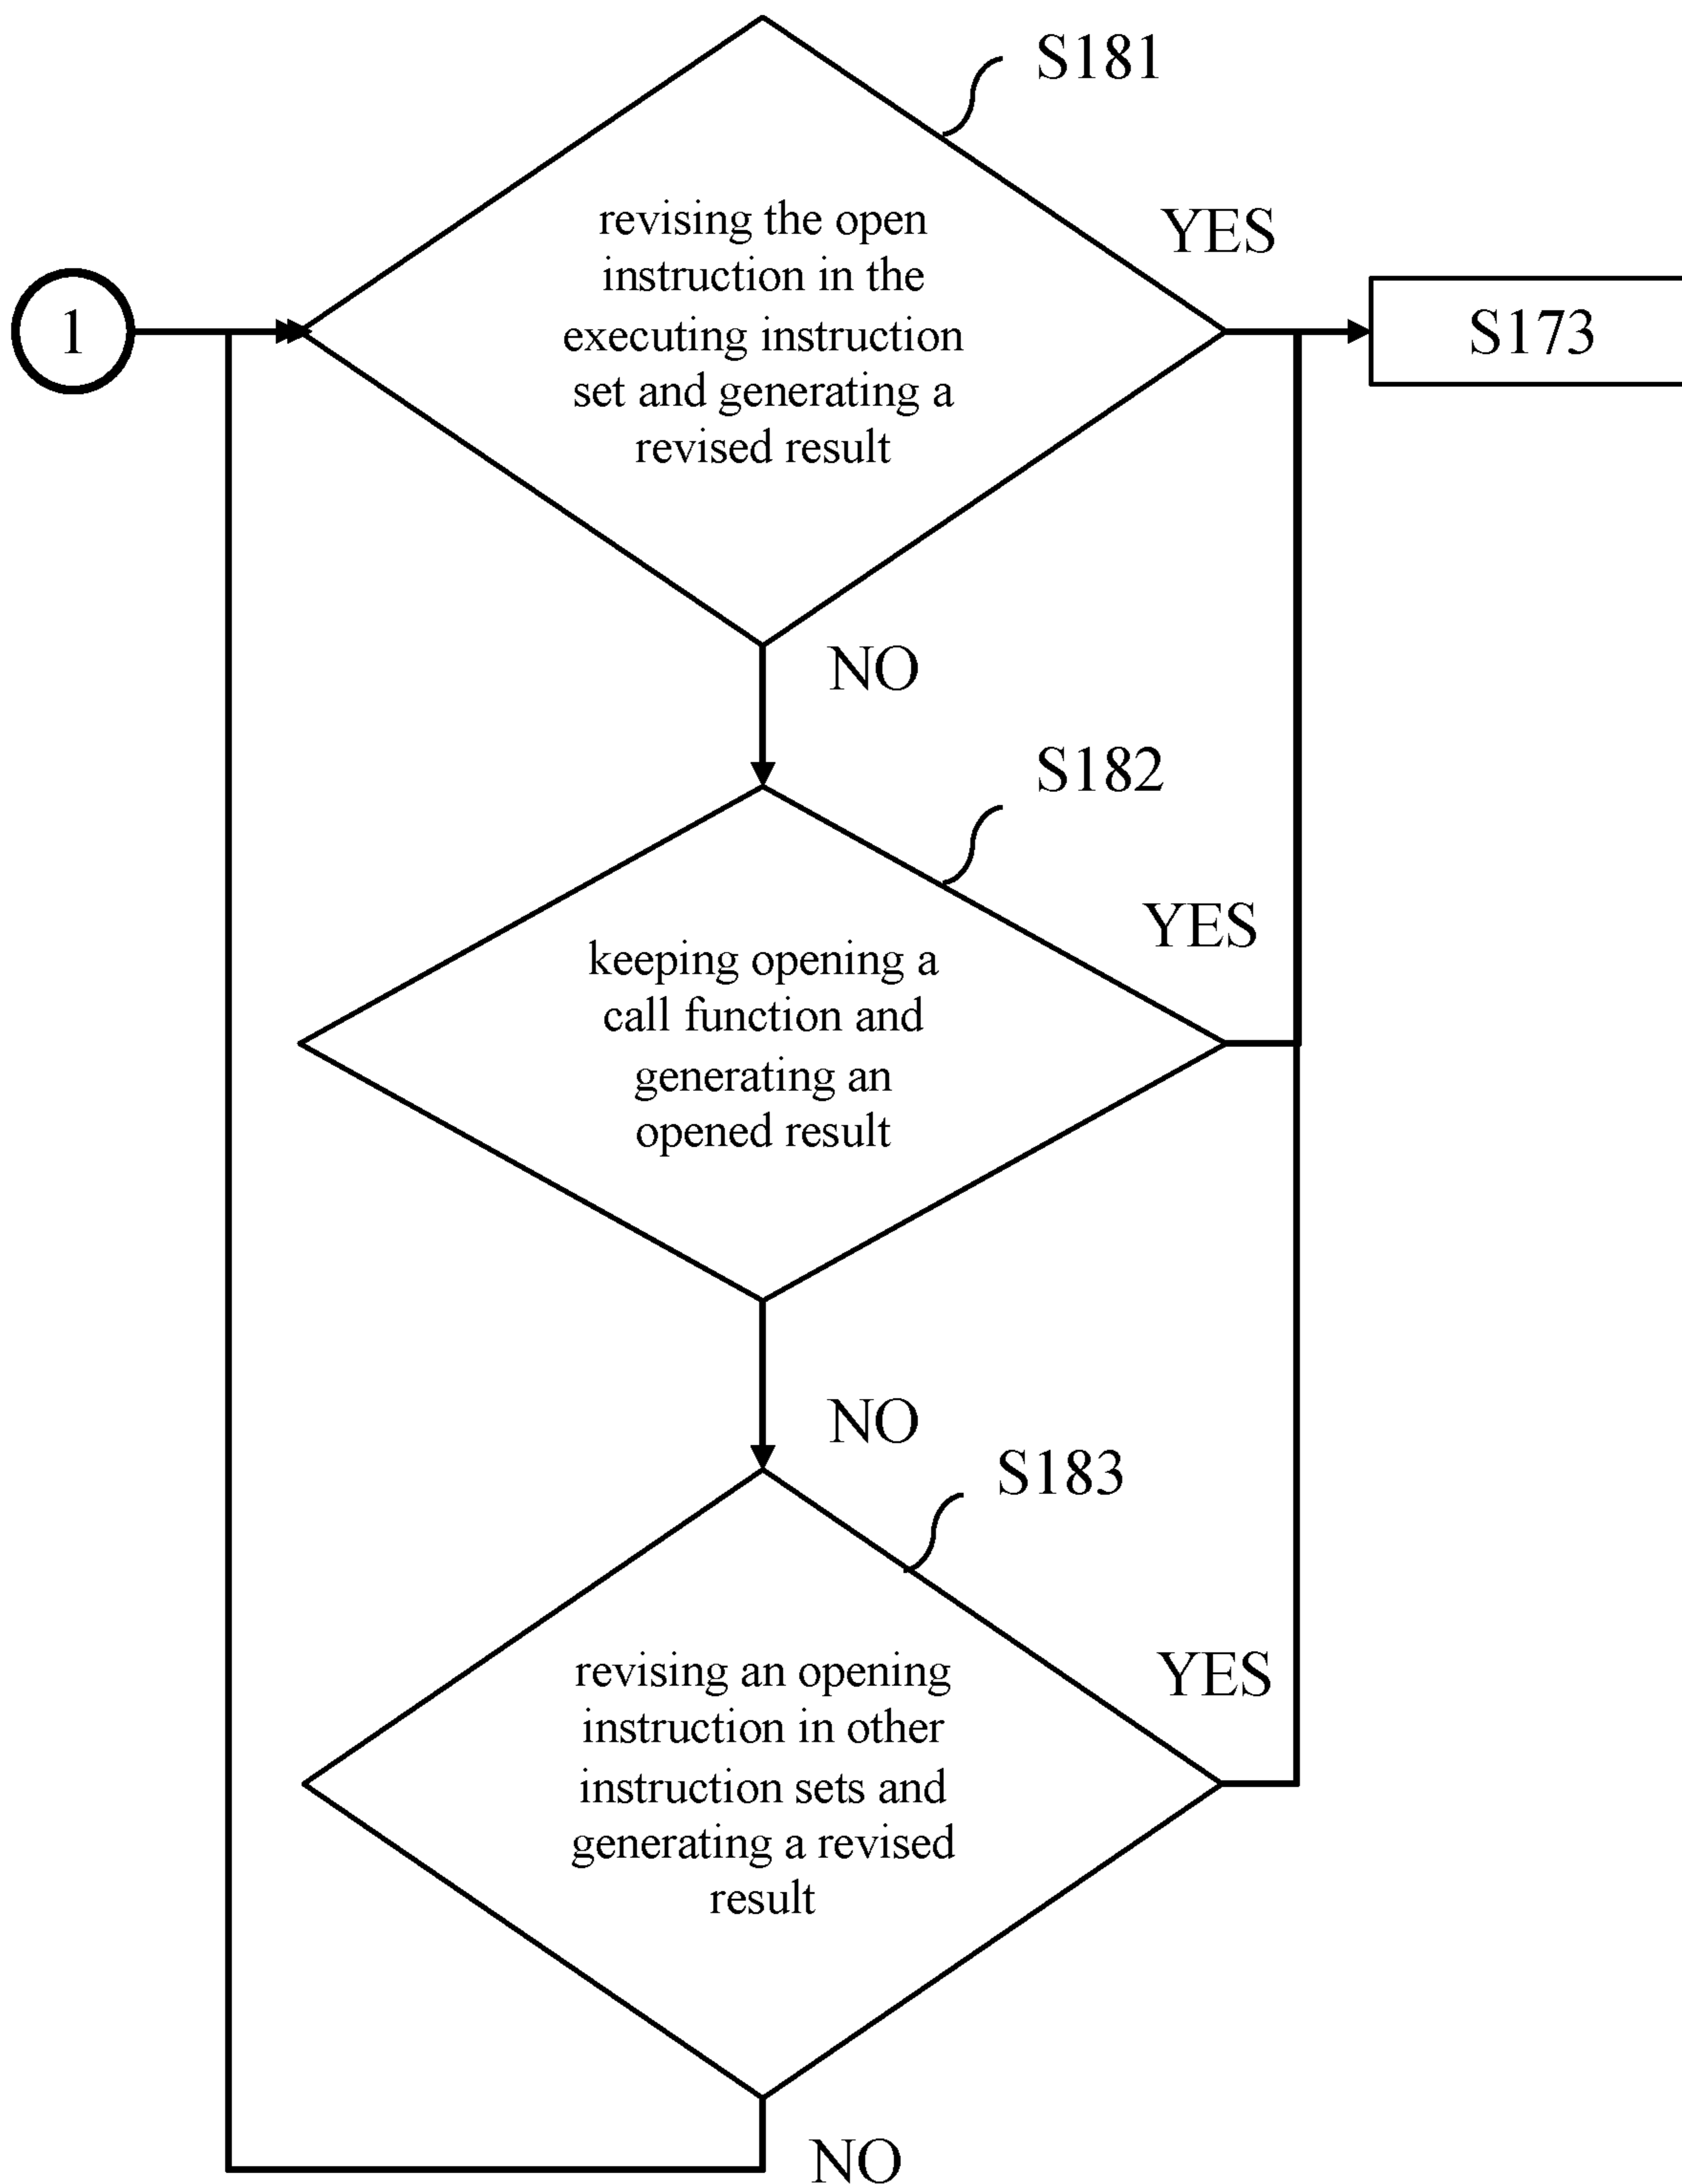 S181
revising the open
instruction in the
executing instruction
set and generating a
revised result
YES
1
S173
NO
S182
YES
keeping opening a
call function and
generating an
opened result
NO
S183
YES
revising an opening
instruction in other
instruction sets and
generating a revised
result
NO